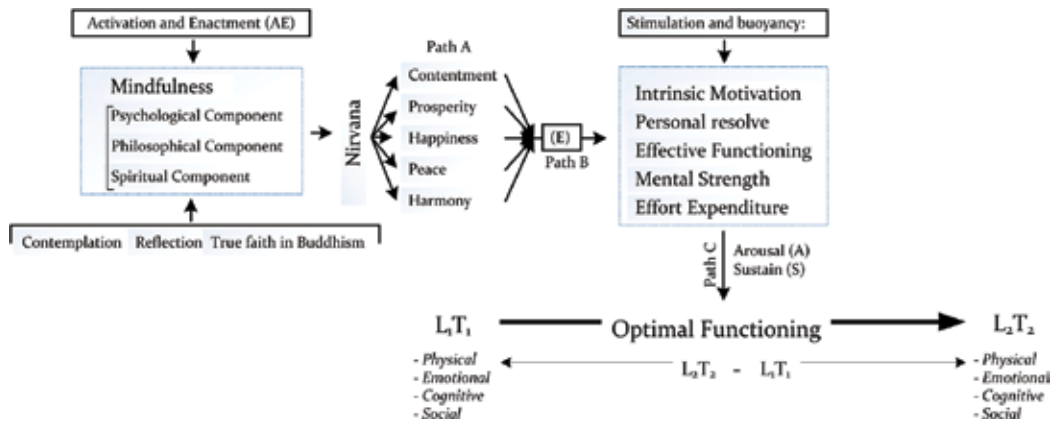 Activation and Enactment (AE)
Mindfulness
Psychological Component
Philosophical Component
Spiritual Component
Contemplation Reflection True faith in Buddhism
Nirvana
Path A
Contentment
Prosperity
Happiness
Peace
Harmony
(E)
Path B
Stimulation and buoyancy:
Intrinsic Motivation
Personal resolve
Effective Functioning
Mental Strength
Effort Expenditure
Path C
Arousal (A)
Sustain (S)
L₁T₁
Optimal Functioning
L₂T₂
- Physical
- Emotional
- Cognitive
- Social
L₂T₂ - L₁T₁
- Physical
- Emotional
- Cognitive
- Social